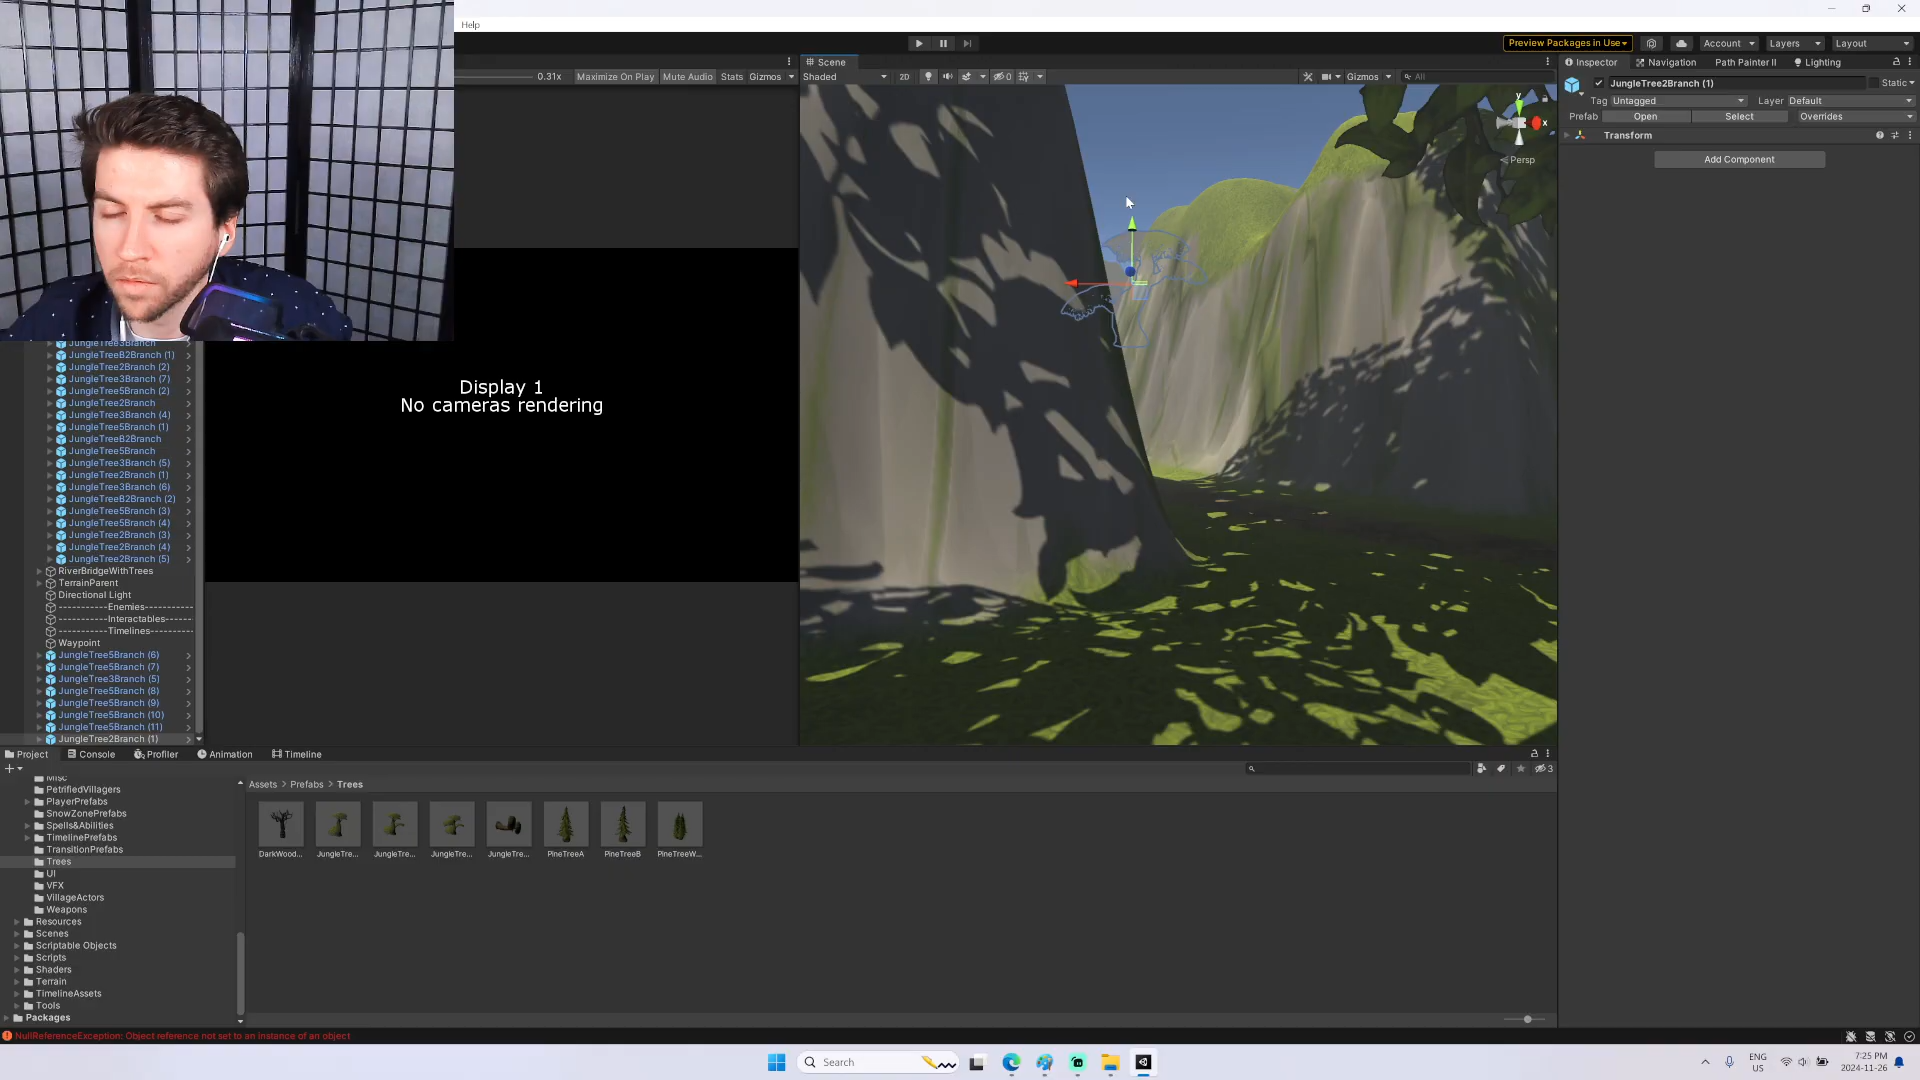 Help
Preview Packages in Use
Account
Layers
Layout
0.31x
Maximize On Play
Mute Audio
Stats
Gizmos
Scene
Shaded
2D
0
Gizmos
All
y
x
Persp
Display 1
No cameras rendering
Inspector
Navigation
Path Painter II
Lighting
JungleTree2Branch (1)
Static
Tag
Untagged
Layer
Default
Prefab
Open
Select
Overrides
Transform
Add Component
JungleTree3Branch
JungleTreeB2Branch (1)
JungleTree2Branch (2)
JungleTree3Branch (7)
JungleTree5Branch (2)
JungleTree2Branch
JungleTree3Branch (4)
JungleTree5Branch (1)
JungleTreeB2Branch
JungleTree5Branch
JungleTree3Branch (5)
JungleTree2Branch (1)
JungleTree3Branch (6)
JungleTreeB2Branch (2)
JungleTree5Branch (3)
JungleTree5Branch (4)
JungleTree2Branch (3)
JungleTree2Branch (4)
JungleTree2Branch (5)
RiverBridgeWithTrees
TerrainParent
Directional Light
-----------Enemies-----------
-----------Interactables------
-----------Timelines----------
Waypoint
JungleTree5Branch (6)
JungleTree5Branch (7)
JungleTree3Branch (5)
JungleTree5Branch (8)
JungleTree5Branch (9)
JungleTree5Branch (10)
JungleTree5Branch (11)
JungleTree2Branch (1)
Project
Console
Profiler
Animation
Timeline
3
Misc
PetrifiedVillagers
PlayerPrefabs
SnowZonePrefabs
Spells&Abilities
TimelinePrefabs
TransitionPrefabs
Trees
UI
VFX
VillageActors
Weapons
Resources
Scenes
Scriptable Objects
Scripts
Shaders
Terrain
TimelineAssets
Tools
Packages
Assets > Prefabs > Trees
DarkWood...
JungleTre...
JungleTre...
JungleTre...
JungleTre...
PineTreeA
PineTreeB
PineTreeW...
NullReferenceException: Object reference not set to an instance of an object
Search
ENG
US
7:25 PM
2024-11-26